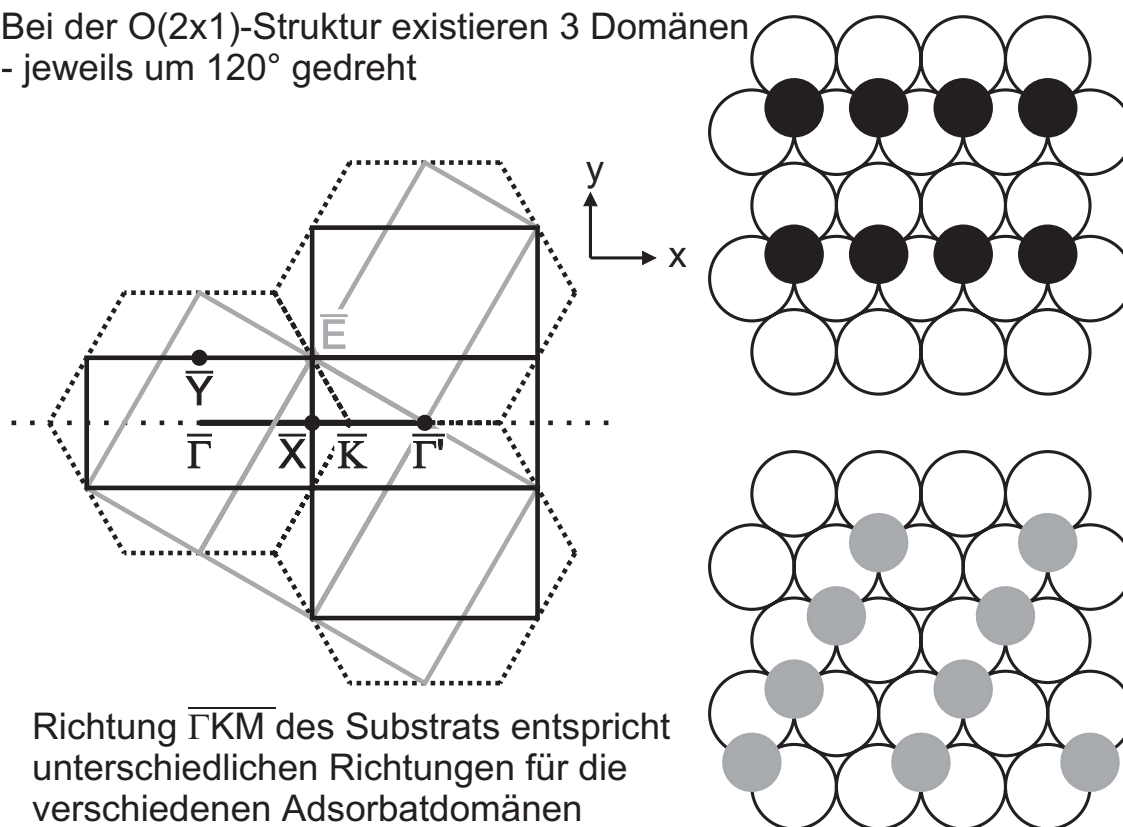 Bei der O(2x1)-Struktur existieren 3 Domänen
- jeweils um 120° gedreht
y
x
E̅
Y̅
Γ̅ X̅ K̅ Γ̅'
Richtung Γ̅K̅M̅ des Substrats entspricht
unterschiedlichen Richtungen für die
verschiedenen Adsorbatdomänen